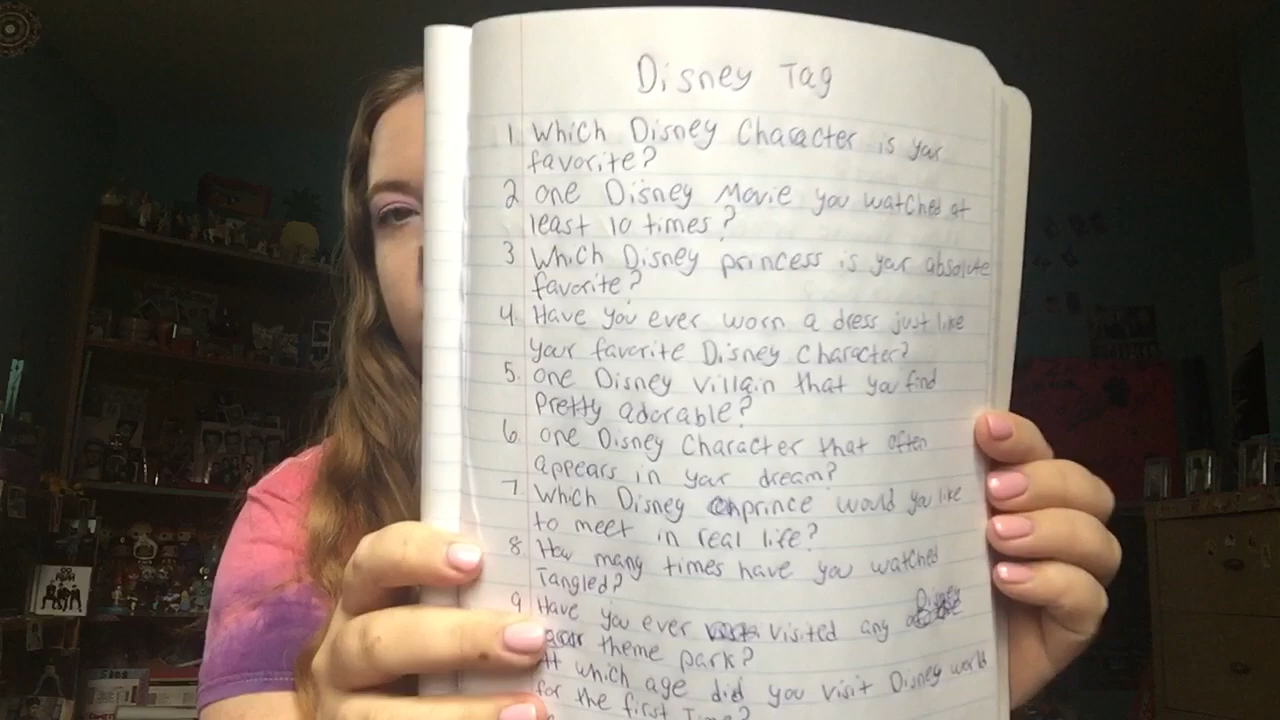 Disney Tag
1. Which Disney Character is your
favorite?
2 one Disney Movie you watched at
least 10 times?
3. Which Disney princess is your absolute
favorite?
4. Have you ever worn a dress just like
your favorite Disney Character?
5. One Disney Villain that you find
pretty adorable?
6. One Disney Character that often
appears in your dream?
7 Which Disney prince would you like
to meet in real life?
8. How many times have you watched
Tangled?
9 Have you ever visited any Disney
theme park?
At which age did you visit Disney world
for the first Time?